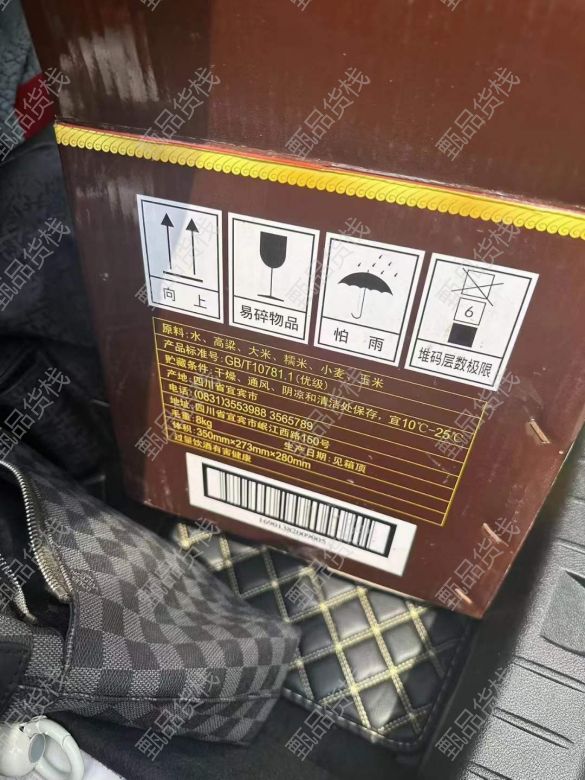 向上
易碎物品
怕雨
6
堆码层数极限
原料:水、高粱、大米、糯米、小麦、玉米
产品标准号:GB/T10781.1(优级)
贮藏条件:干燥、通风、阴凉和清洁处保存,宜10℃-25℃
产地:四川省宜宾市
电话:(0831)3553988 3565789
地址:四川省宜宾市岷江西路150号
毛重:8kg 生产日期:见箱顶
体积:350mm×273mm×280mm
过量饮酒有害健康
甄品货栈